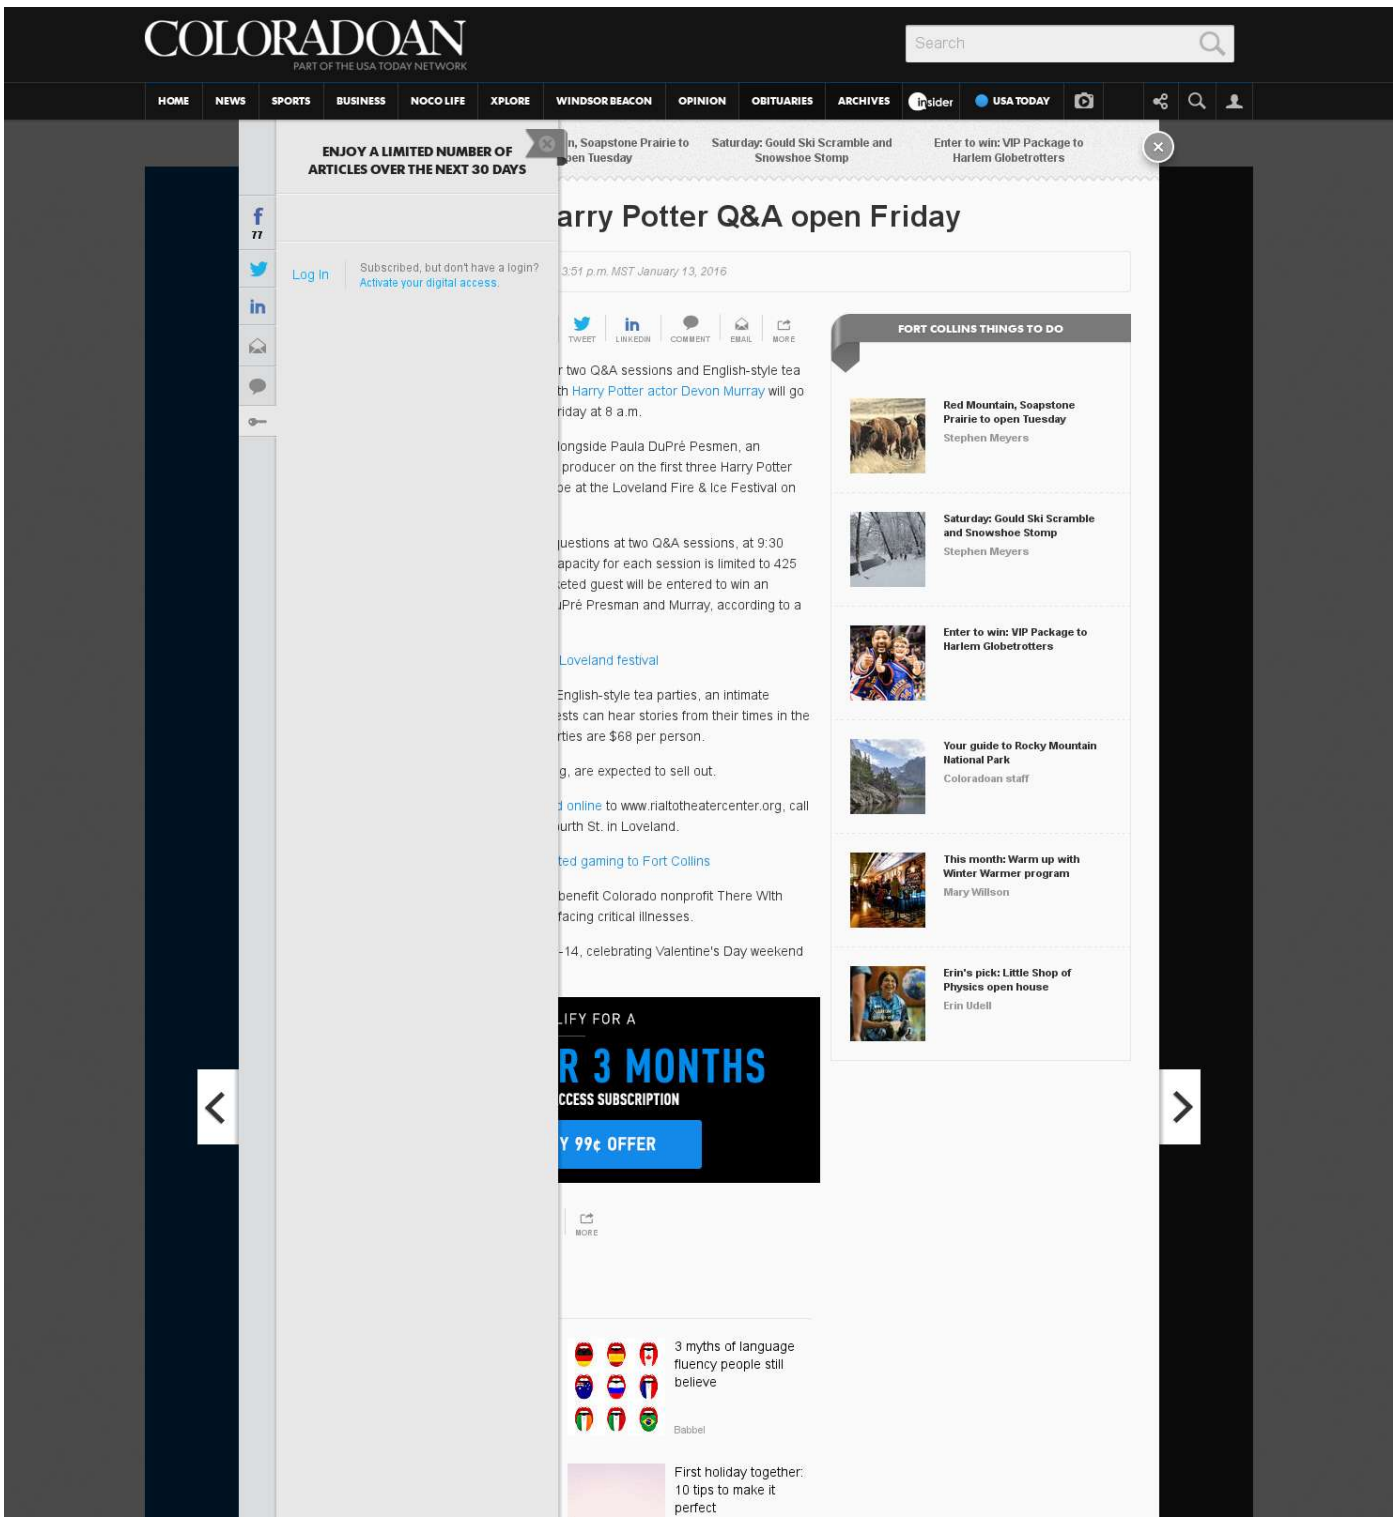 COLORADOAN
PART OF THE USA TODAY NETWORK
Search
HOME NEWS SPORTS BUSINESS NOCO LIFE XPLORE WINDSOR BEACON OPINION OBITUARIES ARCHIVES insider USA TODAY
ENJOY A LIMITED NUMBER OF
ARTICLES OVER THE NEXT 30 DAYS
n, Soapstone Prairie to
pen Tuesday
Saturday: Gould Ski Scramble and
Snowshoe Stomp
Enter to win: VIP Package to
Harlem Globetrotters
77
Log In
Subscribed, but don't have a login?
Activate your digital access.
arry Potter Q&A open Friday
3:51 p.m. MST January 13, 2016
TWEET LINKEDIN COMMENT EMAIL MORE
r two Q&A sessions and English-style tea
th Harry Potter actor Devon Murray will go
riday at 8 a.m.
longside Paula DuPré Pesmen, an
producer on the first three Harry Potter
be at the Loveland Fire & Ice Festival on
uestions at two Q&A sessions, at 9:30
apacity for each session is limited to 425
keted guest will be entered to win an
uPré Presman and Murray, according to a
Loveland festival
English-style tea parties, an intimate
ests can hear stories from their times in the
rties are $68 per person.
g, are expected to sell out.
d online to www.rialtotheatercenter.org, call
ourth St. in Loveland.
ted gaming to Fort Collins
benefit Colorado nonprofit There With
facing critical illnesses.
-14, celebrating Valentine's Day weekend
LIFY FOR A
R 3 MONTHS
CCESS SUBSCRIPTION
Y 99¢ OFFER
MORE
FORT COLLINS THINGS TO DO
Red Mountain, Soapstone
Prairie to open Tuesday
Stephen Meyers
Saturday: Gould Ski Scramble
and Snowshoe Stomp
Stephen Meyers
Enter to win: VIP Package to
Harlem Globetrotters
Your guide to Rocky Mountain
National Park
Coloradoan staff
This month: Warm up with
Winter Warmer program
Mary Willson
Erin's pick: Little Shop of
Physics open house
Erin Udell
3 myths of language
fluency people still
believe
Babbel
First holiday together:
10 tips to make it
perfect